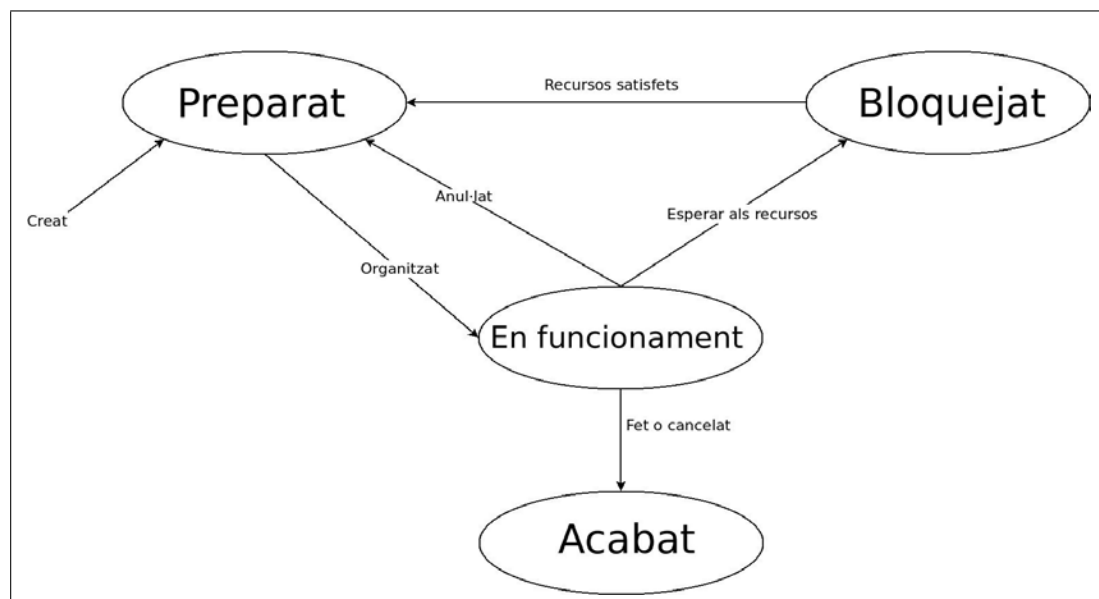 Recursos satisfets
Preparat
Bloquejat
Anul·lat
Esperar als recursos
Creat
Organitzat
En funcionament
Fet o cancelat
Acabat